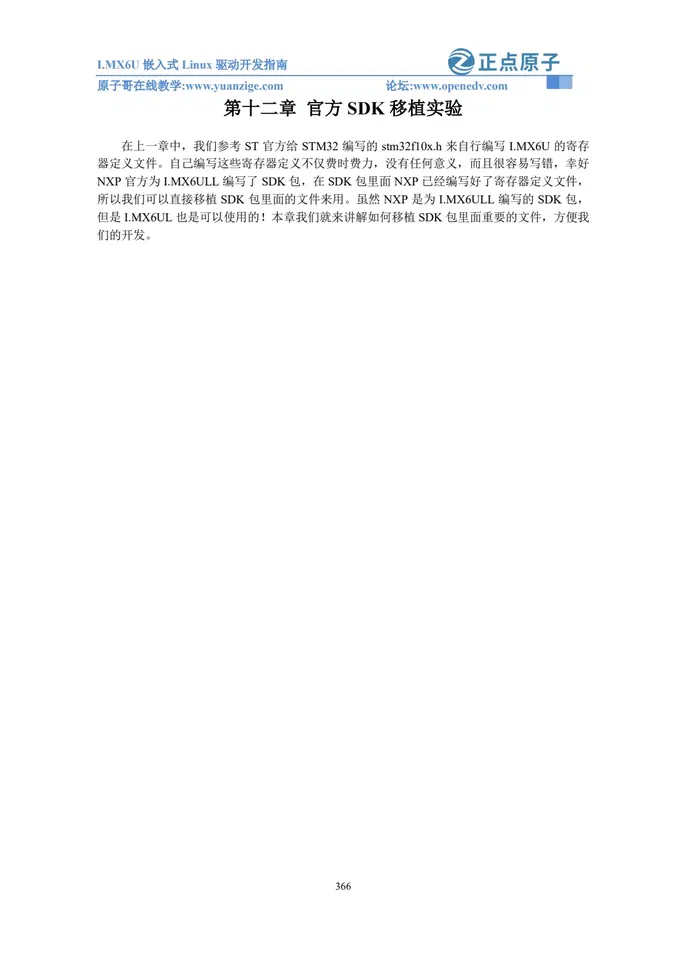 I.MX6U 嵌入式 Linux 驱动开发指南
正点原子
原子哥在线教学:www.yuanzige.com
论坛:www.openedv.com
第十二章 官方 SDK 移植实验
在上一章中，我们参考 ST 官方给 STM32 编写的 stm32f10x.h 来自行编写 I.MX6U 的寄存
器定义文件。自己编写这些寄存器定义不仅费时费力，没有任何意义，而且很容易写错，幸好
NXP 官方为 I.MX6ULL 编写了 SDK 包，在 SDK 包里面 NXP 已经编写好了寄存器定义文件，
所以我们可以直接移植 SDK 包里面的文件来用。虽然 NXP 是为 I.MX6ULL 编写的 SDK 包，
但是 I.MX6UL 也是可以使用的！本章我们就来讲解如何移植 SDK 包里面重要的文件，方便我
们的开发。
366